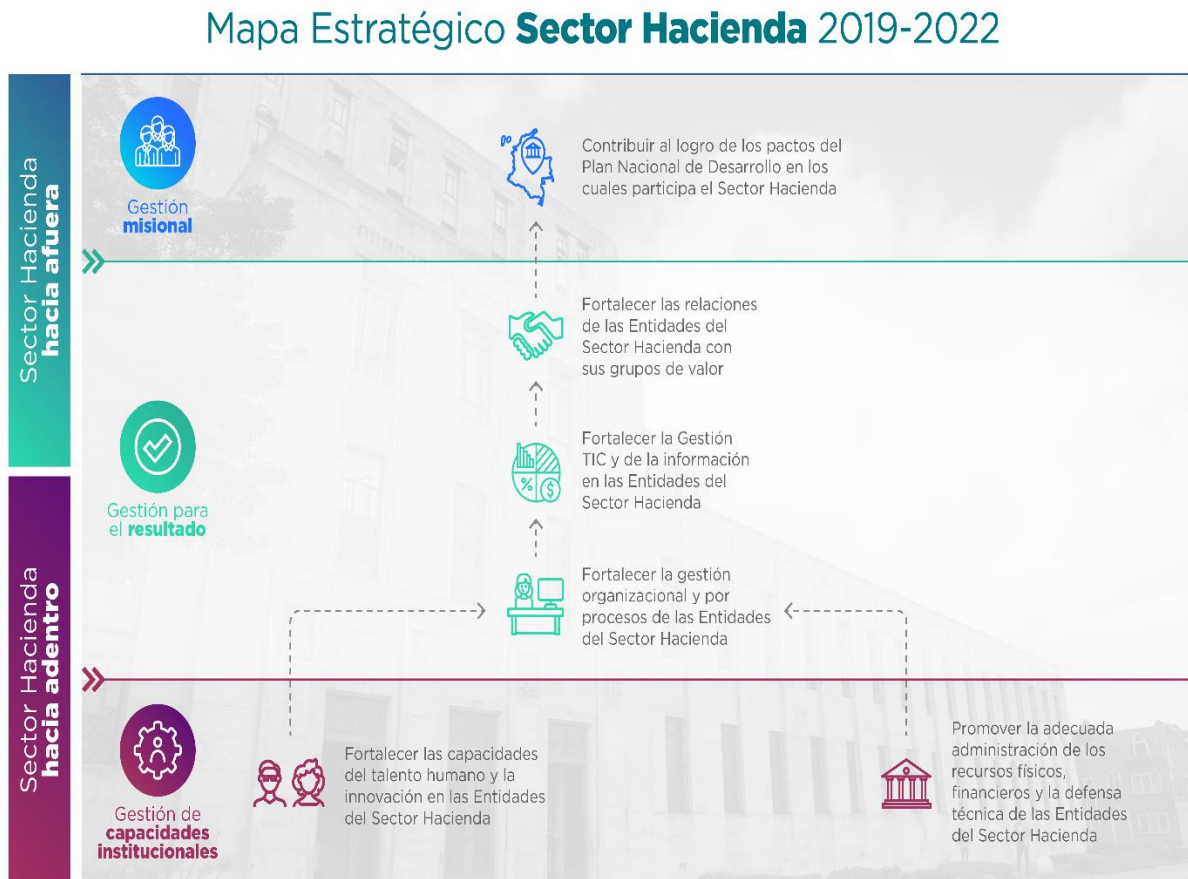 Mapa Estratégico Sector Hacienda 2019-2022
Sector Hacienda
hacia afuera
Gestión
misional
Contribuir al logro de los pactos del
Plan Nacional de Desarrollo en los
cuales participa el Sector Hacienda
Fortalecer las relaciones
de las Entidades del
Sector Hacienda con
sus grupos de valor
Gestión para
el resultado
Fortalecer la Gestión
TIC y de la información
en las Entidades del
Sector Hacienda
%
$
Fortalecer la gestión
organizacional y por
procesos de las Entidades
del Sector Hacienda
Sector Hacienda
hacia adentro
Gestión de
capacidades
institucionales
Fortalecer las capacidades
del talento humano y la
innovación en las Entidades
del Sector Hacienda
Promover la adecuada
administración de los
recursos físicos,
financieros y la defensa
técnica de las Entidades
del Sector Hacienda